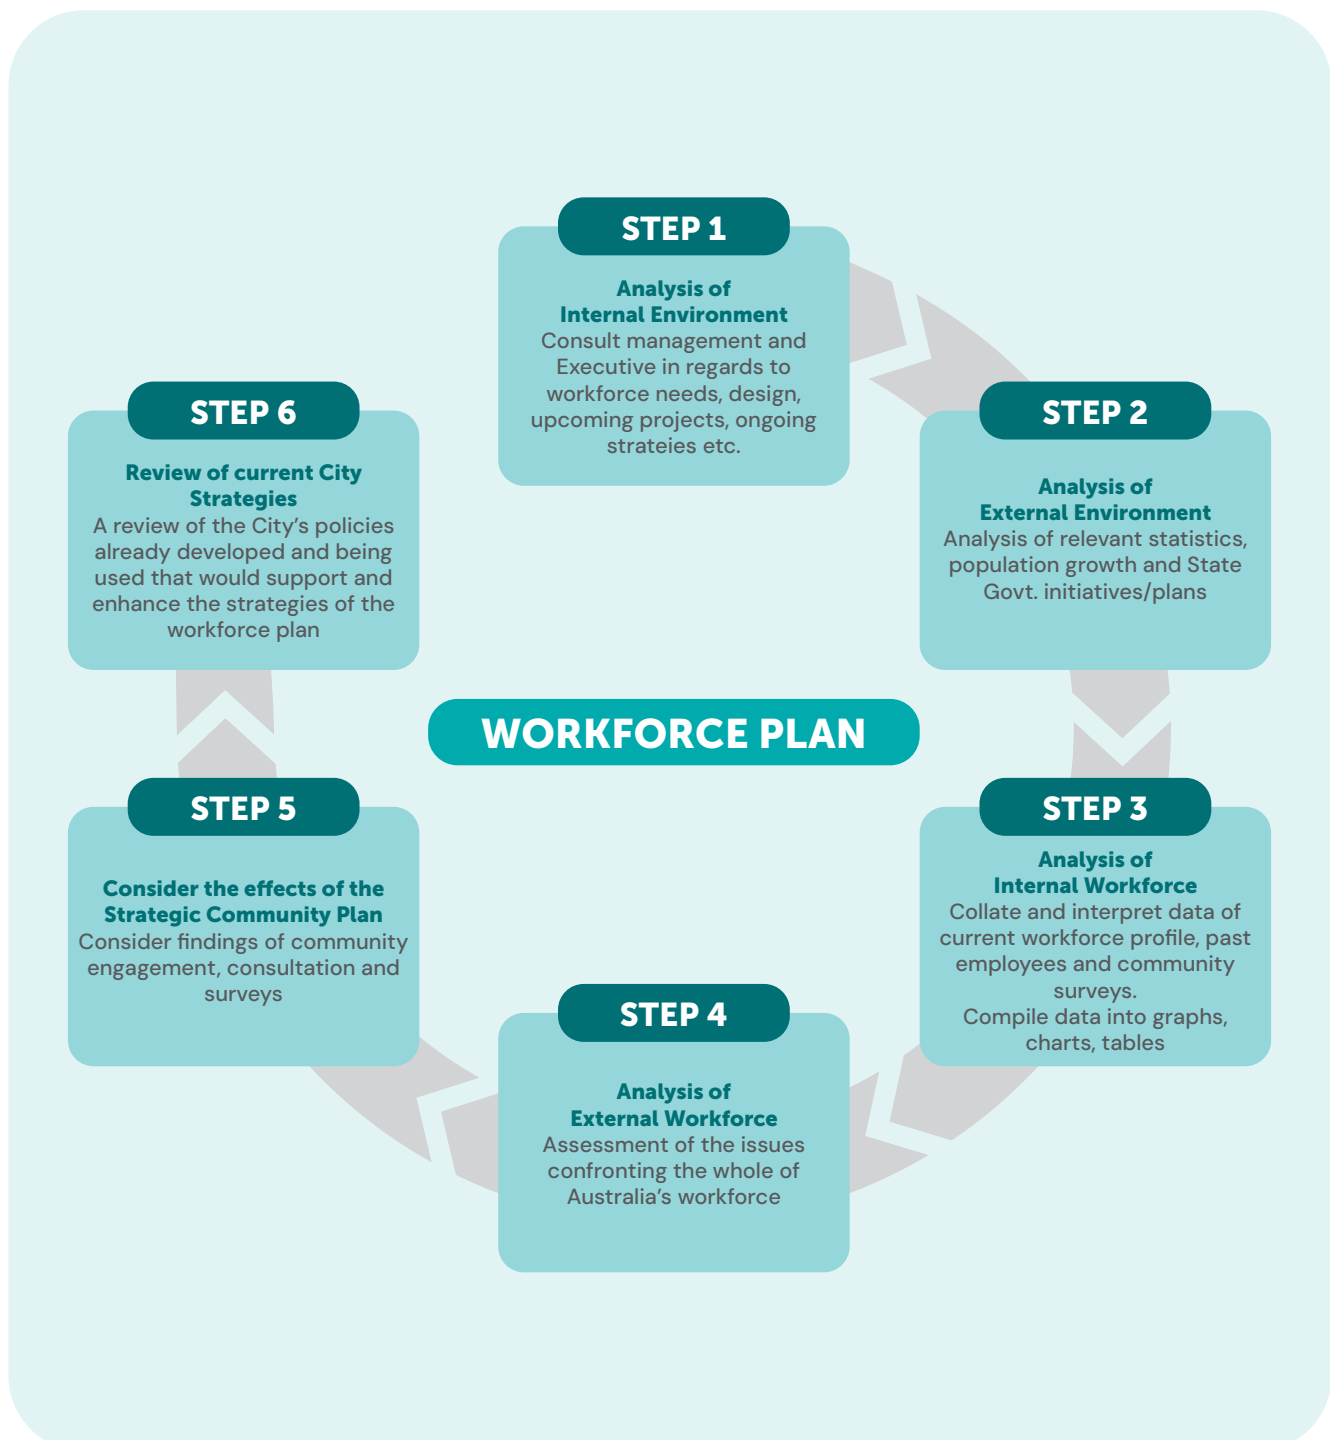 STEP 1
Analysis of
Internal Environment
Consult management and
Executive in regards to
workforce needs, design,
upcoming projects, ongoing
strateies etc.
STEP 2
Analysis of
External Environment
Analysis of relevant statistics,
population growth and State
Govt. initiatives/plans
STEP 3
Analysis of
Internal Workforce
Collate and interpret data of
current workforce profile, past
employees and community
surveys.
Compile data into graphs,
charts, tables
STEP 4
Analysis of
External Workforce
Assessment of the issues
confronting the whole of
Australia’s workforce
STEP 5
Consider the effects of the
Strategic Community Plan
Consider findings of community
engagement, consultation and
surveys
STEP 6
Review of current City
Strategies
A review of the City’s policies
already developed and being
used that would support and
enhance the strategies of the
workforce plan
WORKFORCE PLAN